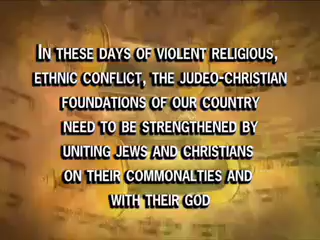 IN THESE DAYS OF VIOLENT RELIGIOUS,
ETHNIC CONFLICT, THE JUDEO-CHRISTIAN
FOUNDATIONS OF OUR COUNTRY
NEED TO BE STRENGTHENED BY
UNITING JEWS AND CHRISTIANS
ON THEIR COMMONALTIES AND
WITH THEIR GOD